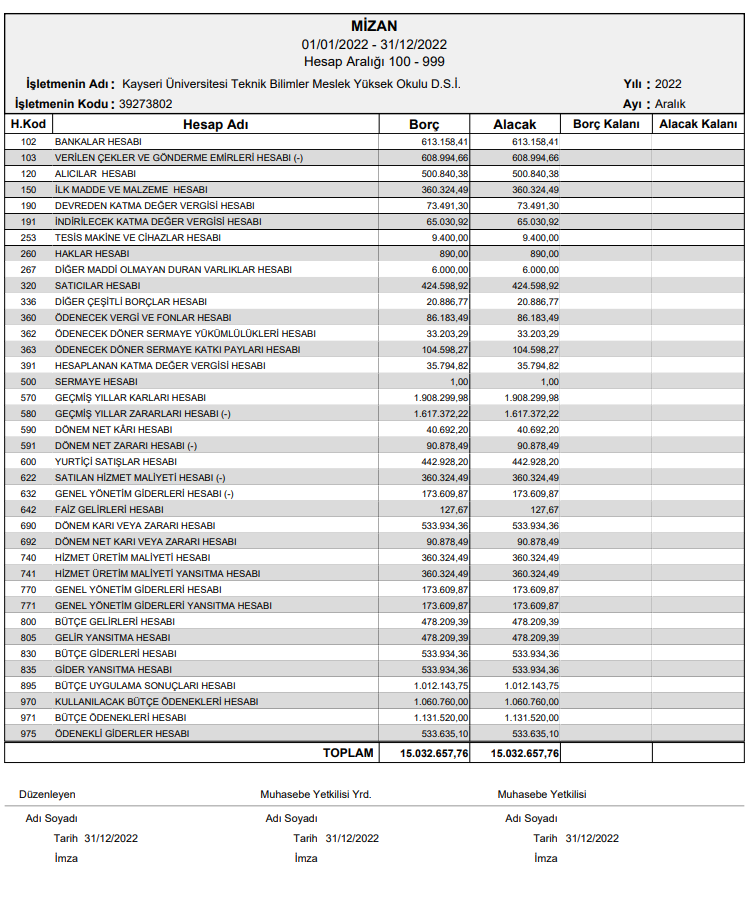 MİZAN
01/01/2022 - 31/12/2022
Hesap Aralığı 100 - 999
İşletmenin Adı : Kayseri Üniversitesi Teknik Bilimler Meslek Yüksek Okulu D.S.İ. Yılı : 2022
İşletmenin Kodu : 39273802 Ayı : Aralık
H.Kod Hesap Adı Borç Alacak Borç Kalanı Alacak Kalanı
102 BANKALAR HESABI 613.158,41 613.158,41
103 VERİLEN ÇEKLER VE GÖNDERME EMİRLERİ HESABI (-) 608.994,66 608.994,66
120 ALICILAR HESABI 500.840,38 500.840,38
150 İLK MADDE VE MALZEME HESABI 360.324,49 360.324,49
190 DEVREDEN KATMA DEĞER VERGİSİ HESABI 73.491,30 73.491,30
191 İNDİRİLECEK KATMA DEĞER VERGİSİ HESABI 65.030,92 65.030,92
253 TESİS MAKİNE VE CİHAZLAR HESABI 9.400,00 9.400,00
260 HAKLAR HESABI 890,00 890,00
267 DİĞER MADDİ OLMAYAN DURAN VARLIKLAR HESABI 6.000,00 6.000,00
320 SATICILAR HESABI 424.598,92 424.598,92
336 DİĞER ÇEŞİTLİ BORÇLAR HESABI 20.886,77 20.886,77
360 ÖDENECEK VERGİ VE FONLAR HESABI 86.183,49 86.183,49
362 ÖDENECEK DÖNER SERMAYE YÜKÜMLÜLÜKLERİ HESABI 33.203,29 33.203,29
363 ÖDENECEK DÖNER SERMAYE KATKI PAYLARI HESABI 104.598,27 104.598,27
391 HESAPLANAN KATMA DEĞER VERGİSİ HESABI 35.794,82 35.794,82
500 SERMAYE HESABI 1,00 1,00
570 GEÇMİŞ YILLAR KARLARI HESABI 1.908.299,98 1.908.299,98
580 GEÇMİŞ YILLAR ZARARLARI HESABI (-) 1.617.372,22 1.617.372,22
590 DÖNEM NET KÂRI HESABI 40.692,20 40.692,20
591 DÖNEM NET ZARARI HESABI (-) 90.878,49 90.878,49
600 YURTİÇİ SATIŞLAR HESABI 442.928,20 442.928,20
622 SATILAN HİZMET MALİYETİ HESABI (-) 360.324,49 360.324,49
632 GENEL YÖNETİM GİDERLERİ HESABI (-) 173.609,87 173.609,87
642 FAİZ GELİRLERİ HESABI 127,67 127,67
690 DÖNEM KARI VEYA ZARARI HESABI 533.934,36 533.934,36
692 DÖNEM NET KARI VEYA ZARARI HESABI 90.878,49 90.878,49
740 HİZMET ÜRETİM MALİYETİ HESABI 360.324,49 360.324,49
741 HİZMET ÜRETİM MALİYETİ YANSITMA HESABI 360.324,49 360.324,49
770 GENEL YÖNETİM GİDERLERİ HESABI 173.609,87 173.609,87
771 GENEL YÖNETİM GİDERLERİ YANSITMA HESABI 173.609,87 173.609,87
800 BÜTÇE GELİRLERİ HESABI 478.209,39 478.209,39
805 GELİR YANSITMA HESABI 478.209,39 478.209,39
830 BÜTÇE GİDERLERİ HESABI 533.934,36 533.934,36
835 GİDER YANSITMA HESABI 533.934,36 533.934,36
895 BÜTÇE UYGULAMA SONUÇLARI HESABI 1.012.143,75 1.012.143,75
970 KULLANILACAK BÜTÇE ÖDENEKLERİ HESABI 1.060.760,00 1.060.760,00
971 BÜTÇE ÖDENEKLERİ HESABI 1.131.520,00 1.131.520,00
975 ÖDENEKLİ GİDERLER HESABI 533.635,10 533.635,10
TOPLAM 15.032.657,76 15.032.657,76
Düzenleyen Muhasebe Yetkilisi Yrd. Muhasebe Yetkilisi
Adı Soyadı Adı Soyadı Adı Soyadı
Tarih 31/12/2022 Tarih 31/12/2022 Tarih 31/12/2022
İmza İmza İmza